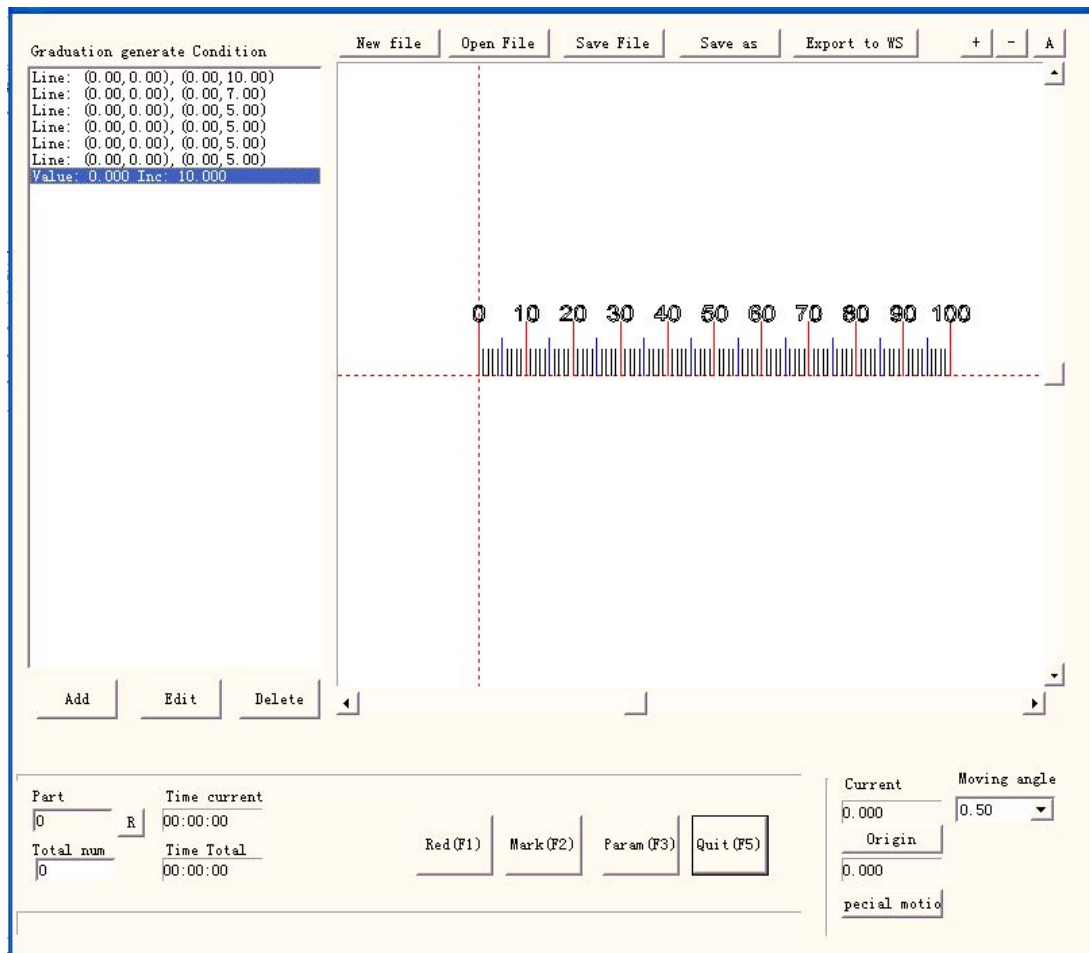 Graduation generate Condition
New file Open File Save File Save as Export to WS + - A
Line: (0.00,0.00), (0.00,10.00)
Line: (0.00,0.00), (0.00,7.00)
Line: (0.00,0.00), (0.00,5.00)
Line: (0.00,0.00), (0.00,5.00)
Line: (0.00,0.00), (0.00,5.00)
Line: (0.00,0.00), (0.00,5.00)
Value: 0.000 Inc: 10.000
0 10 20 30 40 50 60 70 80 90 100
Add Edit Delete
Part Time current
0 R 00:00:00
Total num Time Total
0 00:00:00
Red(F1) Mark(F2) Param(F3) Quit(F5)
Current Moving angle
0.000 0.50
Origin
0.000
pecial motio